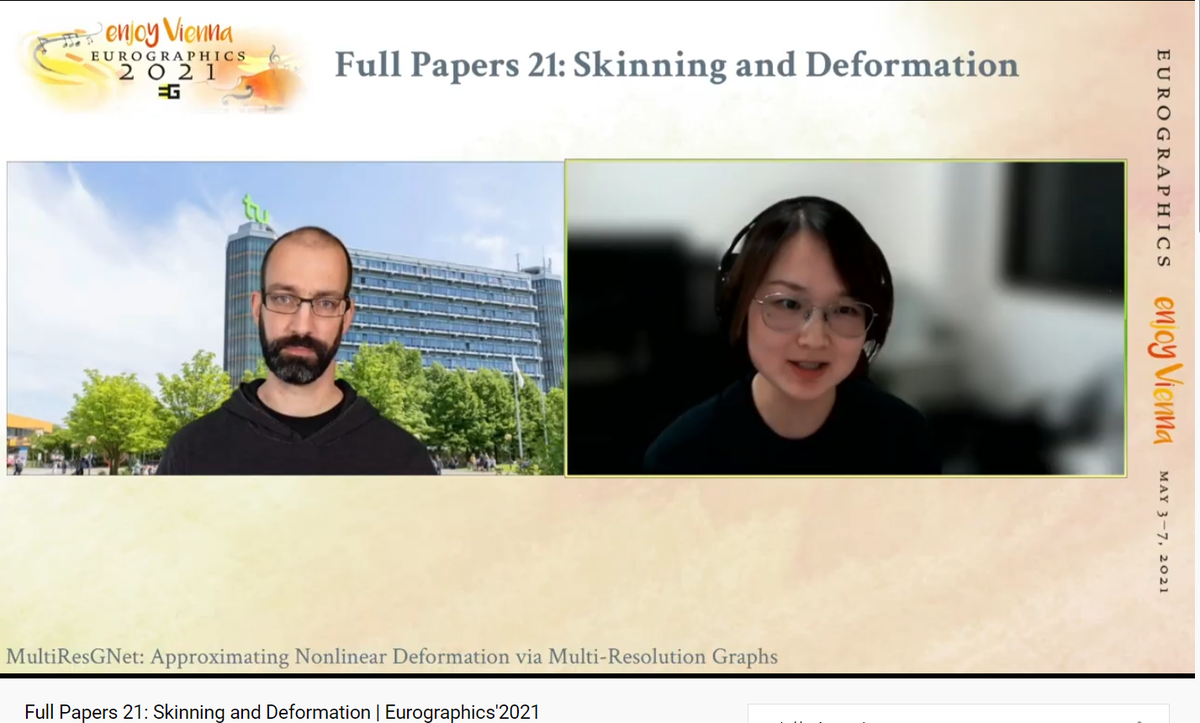 enjoy Vienna
EUROGRAPHICS
2021
EG
Full Papers 21: Skinning and Deformation
tu
EUROGRAPHICS enjoy Vienna MAY 3–7, 2021
MultiResGNet: Approximating Nonlinear Deformation via Multi-Resolution Graphs
Full Papers 21: Skinning and Deformation | Eurographics'2021